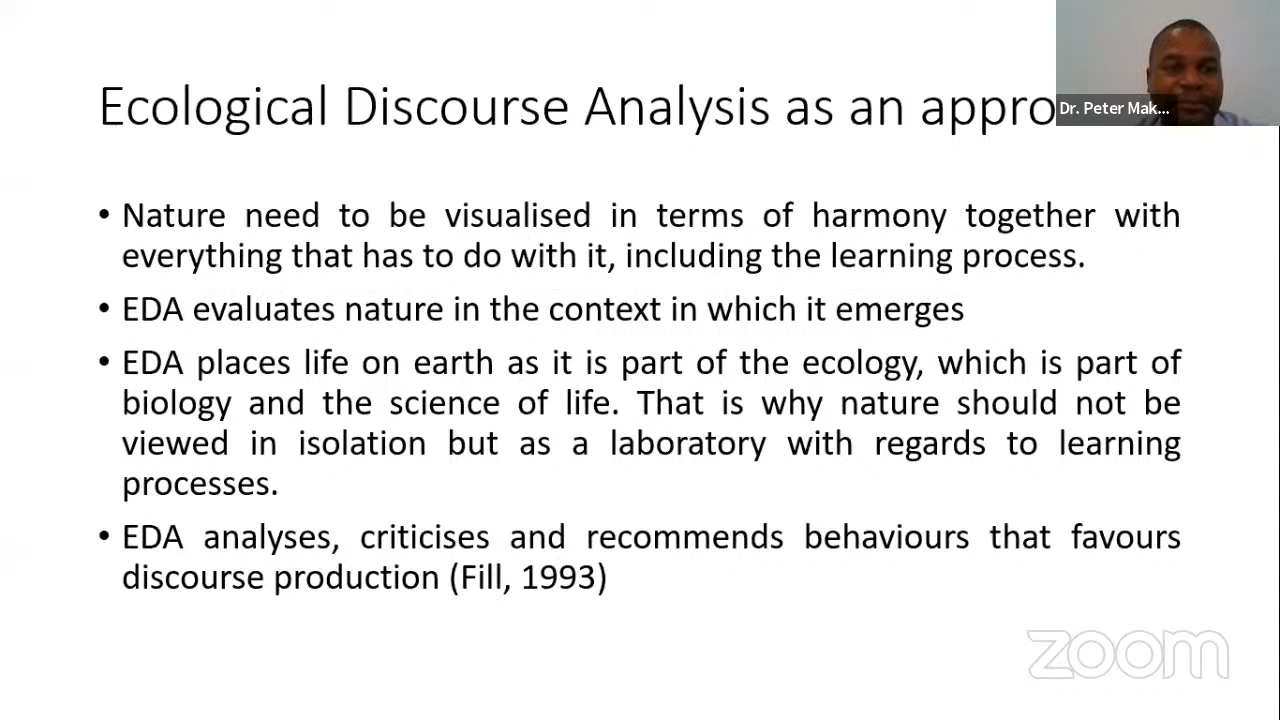 Ecological Discourse Analysis as an appro
Dr. Peter Mak...
• Nature need to be visualised in terms of harmony together with
everything that has to do with it, including the learning process.
• EDA evaluates nature in the context in which it emerges
• EDA places life on earth as it is part of the ecology, which is part of
biology and the science of life. That is why nature should not be
viewed in isolation but as a laboratory with regards to learning
processes.
• EDA analyses, criticises and recommends behaviours that favours
discourse production (Fill, 1993)
zoom